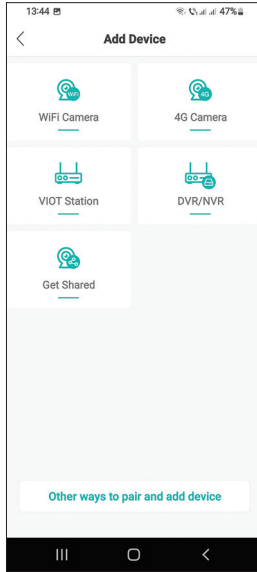 13:44
47%
Add Device
WiFi
4G
WiFi Camera
4G Camera
VIOT Station
DVR/NVR
Get Shared
Other ways to pair and add device